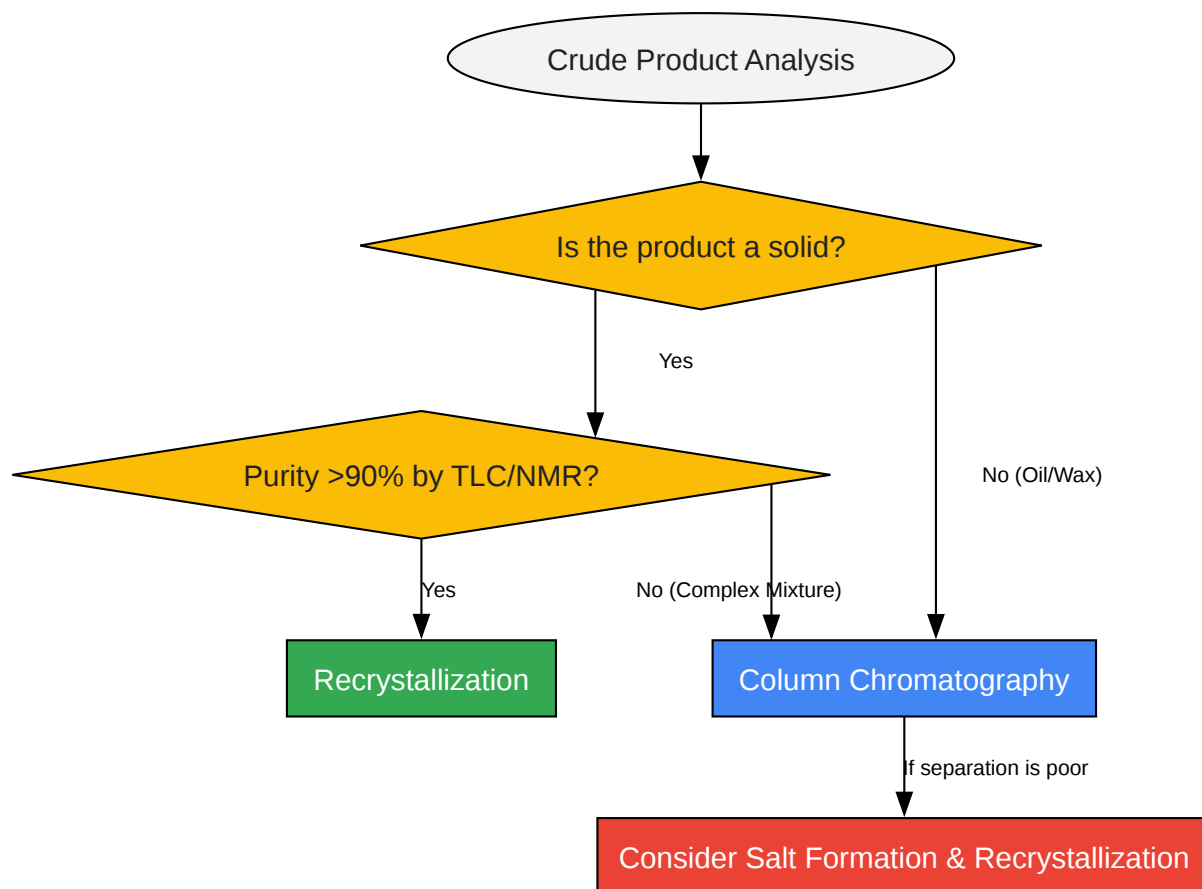 Crude Product Analysis
Is the product a solid?
Yes
Purity >90% by TLC/NMR?
No (Oil/Wax)
Yes
No (Complex Mixture)
Recrystallization
Column Chromatography
If separation is poor
Consider Salt Formation & Recrystallization